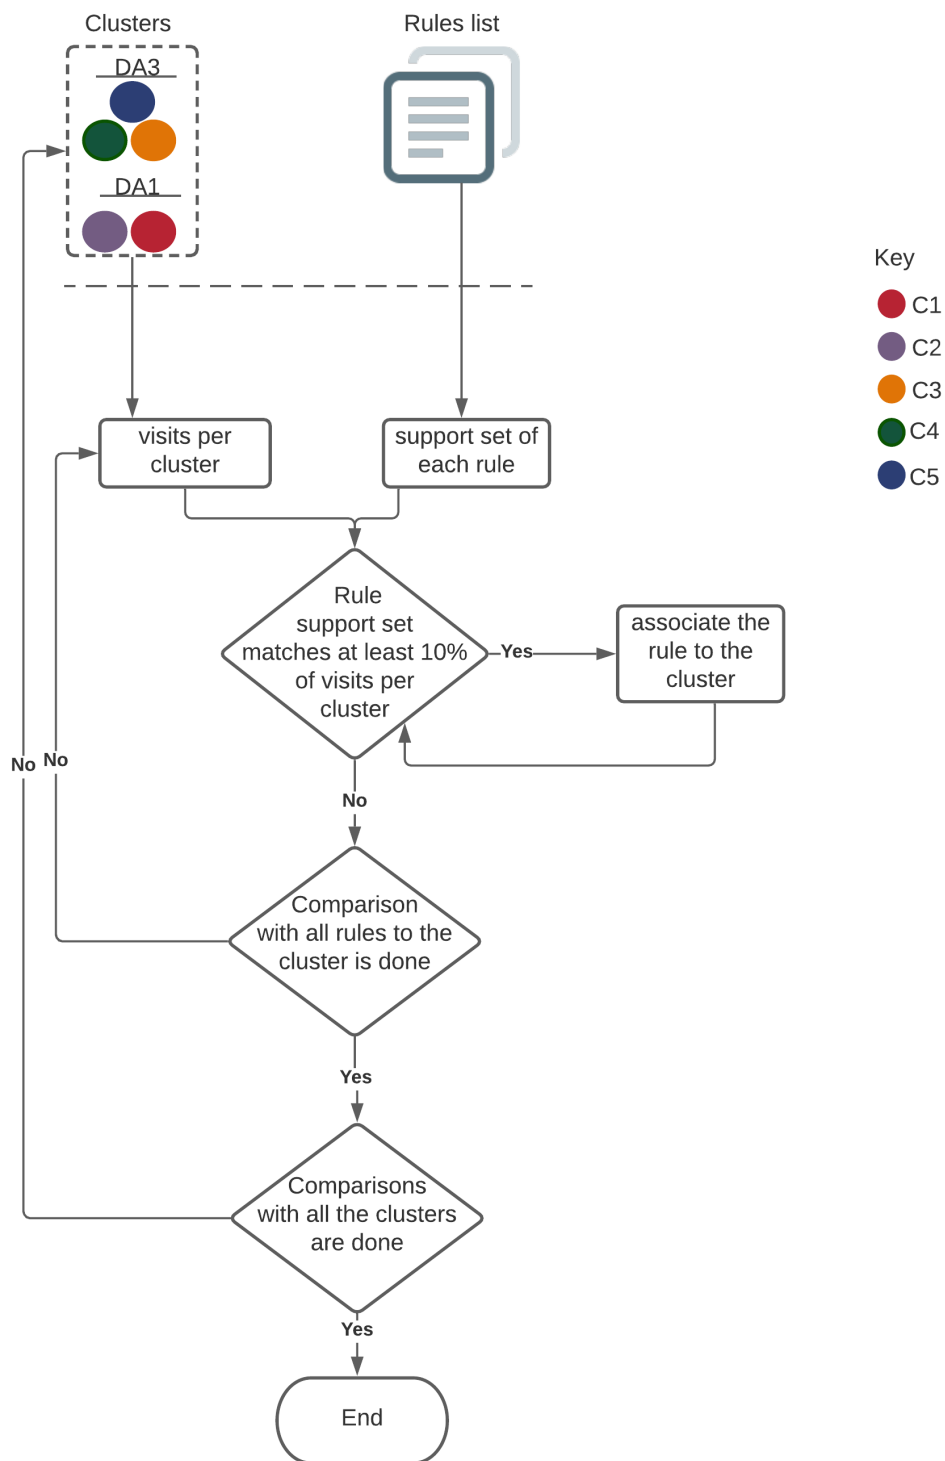 Clusters
Rules list
DA3
DA1
Key
C1
C2
C3
C4
C5
visits per
cluster
support set of
each rule
Rule
support set
matches at least 10%
of visits per
cluster
Yes
associate the
rule to the
cluster
No
No
No
Comparison
with all rules to the
cluster is done
Yes
Comparisons
with all the clusters
are done
Yes
End